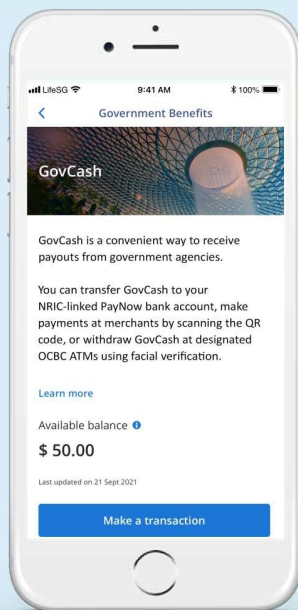 LifeSG 9:41 AM 100%
Government Benefits
GovCash
GovCash is a convenient way to receive
payouts from government agencies.
You can transfer GovCash to your
NRIC-linked PayNow bank account, make
payments at merchants by scanning the QR
code, or withdraw GovCash at designated
OCBC ATMs using facial verification.
Learn more
Available balance
$ 50.00
Last updated on 21 Sept 2021
Make a transaction